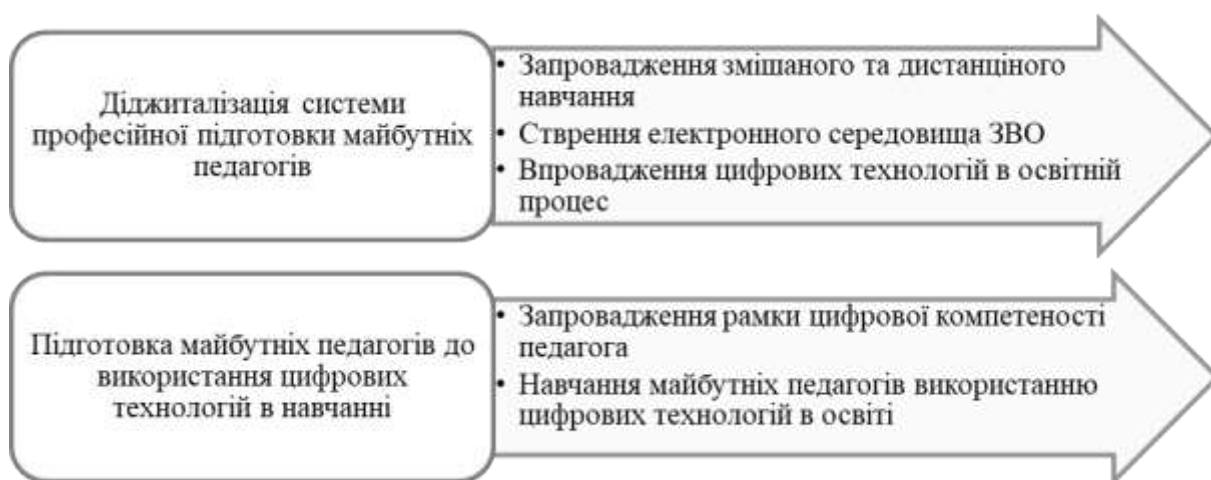 Діджиталізація системи
професійної підготовки майбутніх
педагогів
• Запровадження змішаного та дистанціного
навчання
• Стврення електронного середовища ЗВО
• Впровадження цифрових технологій в освітній
процес
Підготовка майбутніх педагогів до
використання цифрових
технологій в навчанні
• Запровадження рамки цифрової компетеності
педагога
• Навчання майбутніх педагогів використанню
цифрових технологій в освіті